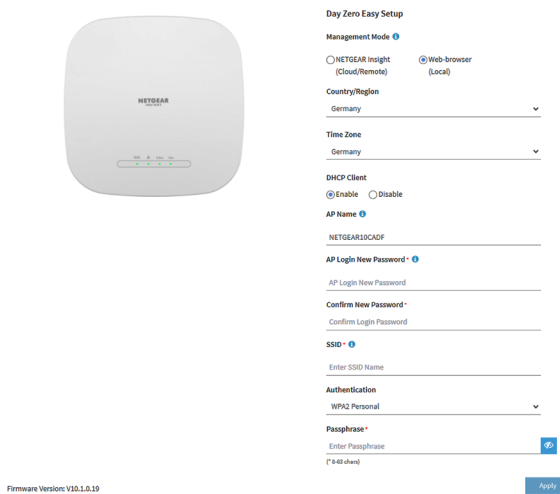 Day Zero Easy Setup
Management Mode
NETGEAR Insight
(Cloud/Remote)
Web-browser
(Local)
Country/Region
Germany
Time Zone
Germany
DHCP Client
Enable
Disable
AP Name
NETGEAR10CADF
AP Login New Password*
AP Login New Password
Confirm New Password*
Confirm Login Password
SSID*
Enter SSID Name
Authentication
WPA2 Personal
Passphrase*
Enter Passphrase
(* 8-63 chars)
NETGEAR
Firmware Version: V10.1.0.19
Apply